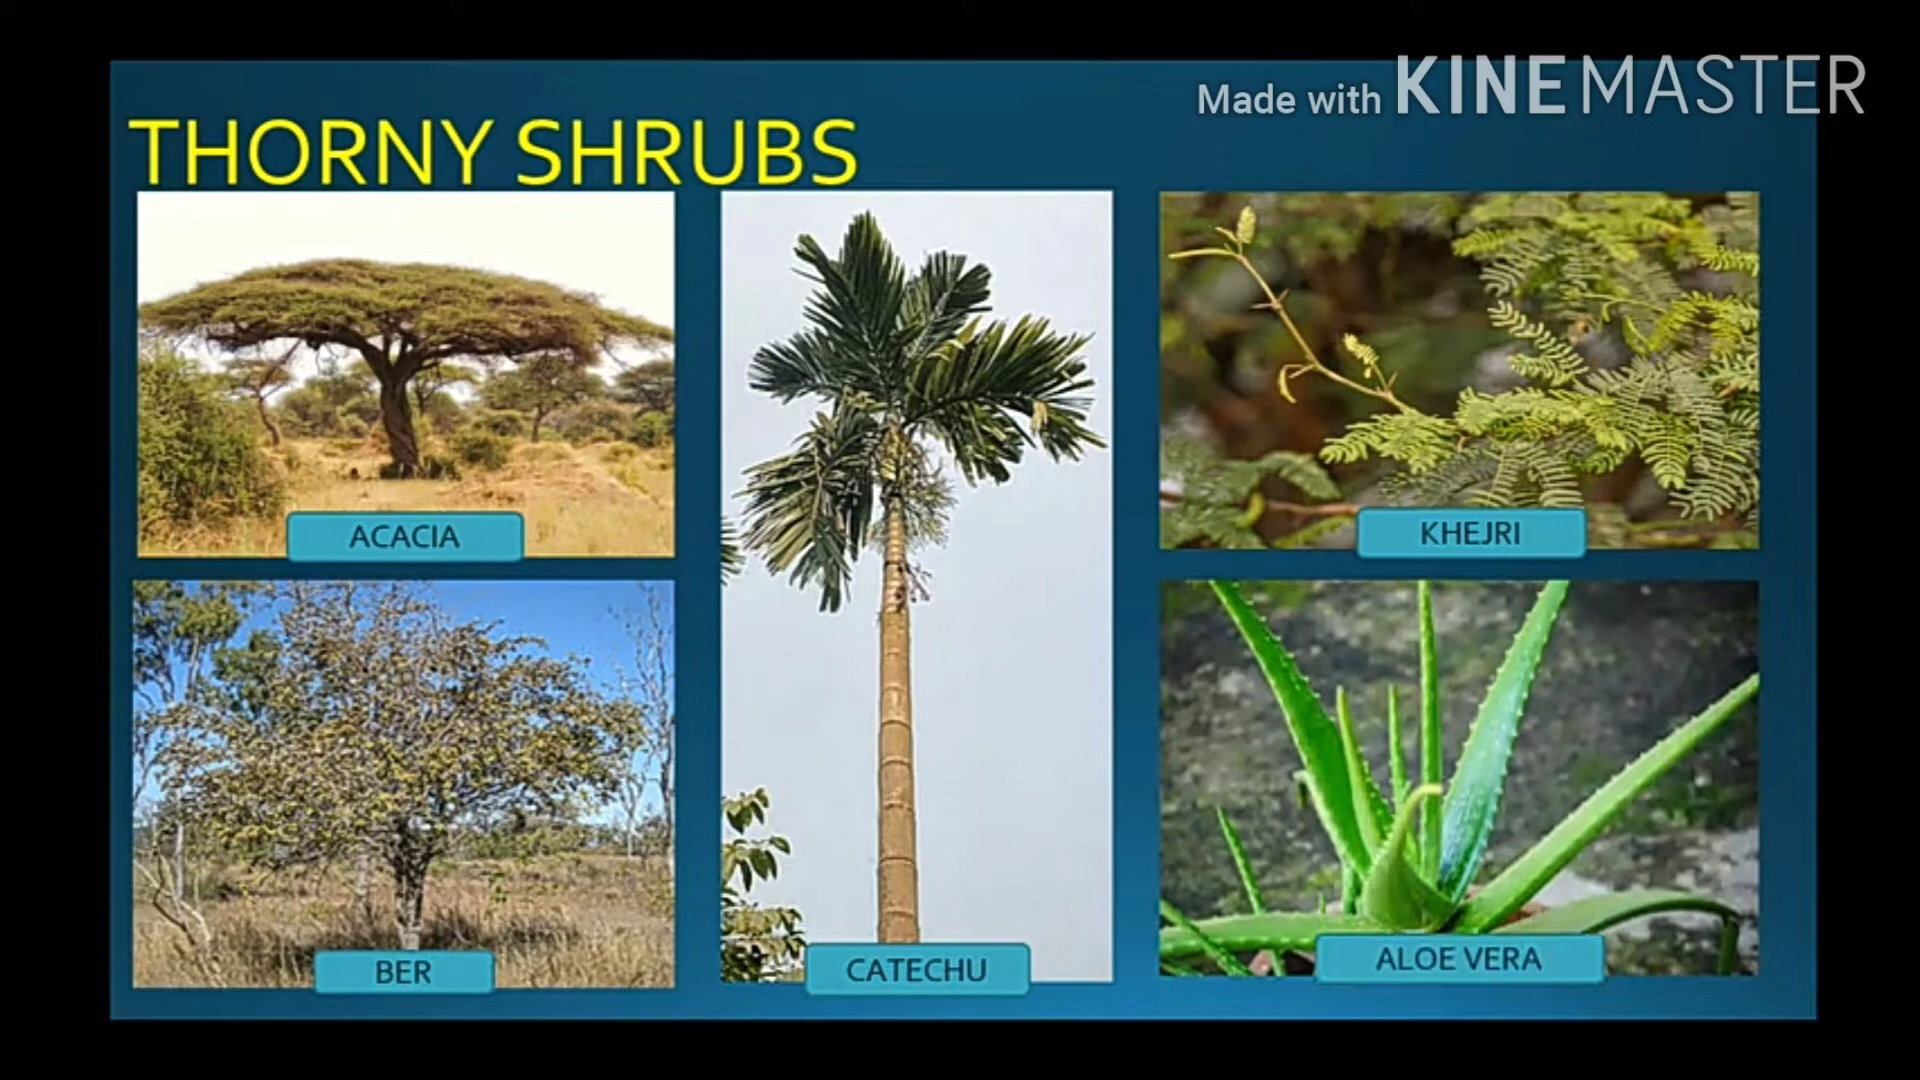 Made with KINEMASTER
THORNY SHRUBS
ACACIA
KHEJRI
BER
CATECHU
ALOE VERA